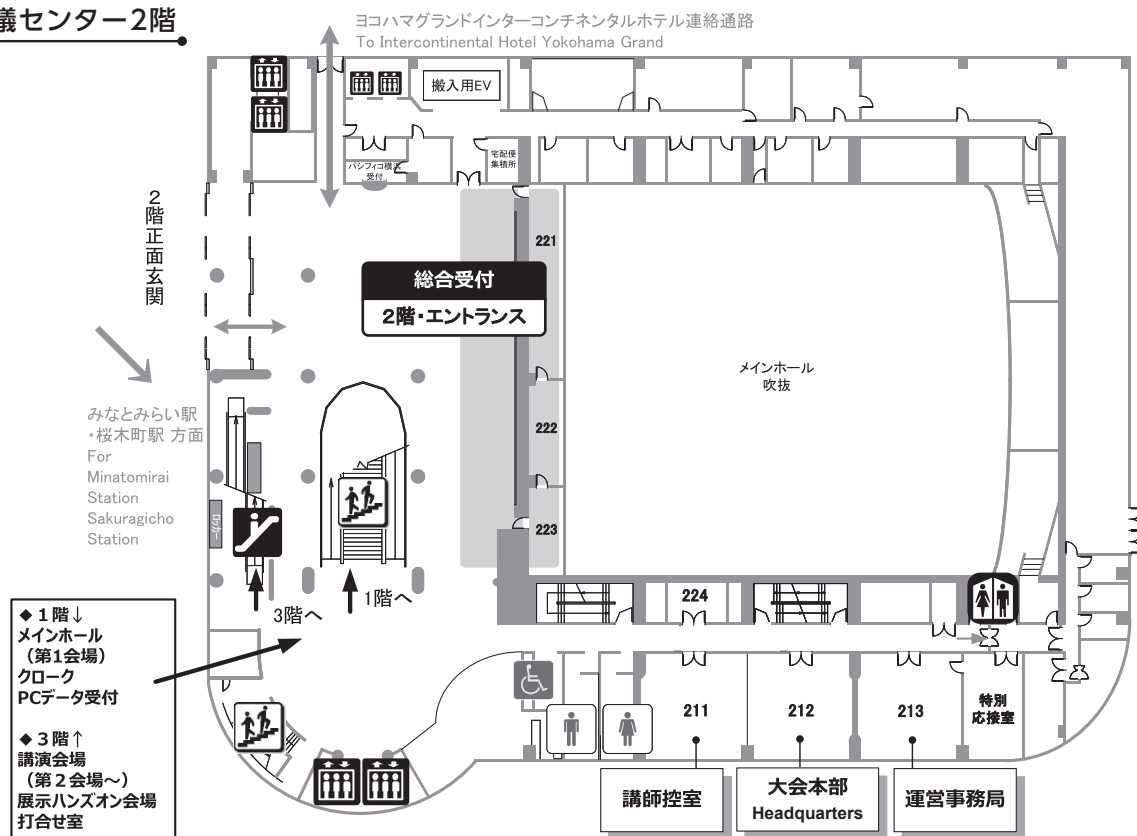 議センター2階
ヨコハマグランドインターコンチネンタルホテル連絡通路
To Intercontinental Hotel Yokohama Grand
搬入用EV
パシフィコ横浜
受付
宅配便
集積所
2階正面玄関
221
総合受付
2階・エントランス
メインホール
吹抜
みなとみらい駅
・桜木町駅 方面
For
Minatomirai
Station
Sakuragicho
Station
222
ロッカー
223
224
3階へ
1階へ
◆ 1階↓
メインホール
（第1会場）
クローク
PCデータ受付
◆ 3階↑
講演会場
（第2会場～）
展示ハンズオン会場
打合せ室
211
212
213
特別
応接室
講師控室
大会本部
Headquarters
運営事務局